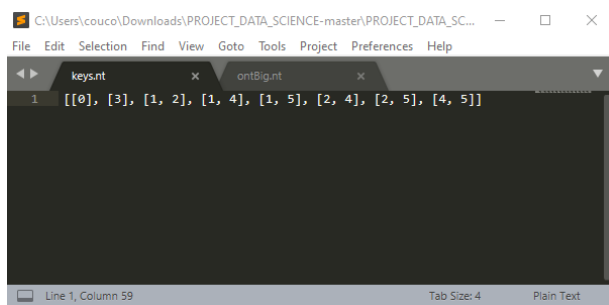 C:\Users\couco\Downloads\PROJECT_DATA_SCIENCE-master\PROJECT_DATA_SC...
File Edit Selection Find View Goto Tools Project Preferences Help
keys.nt ontBig.nt
1 [[0], [3], [1, 2], [1, 4], [1, 5], [2, 4], [2, 5], [4, 5]]
Line 1, Column 59 Tab Size: 4 Plain Text